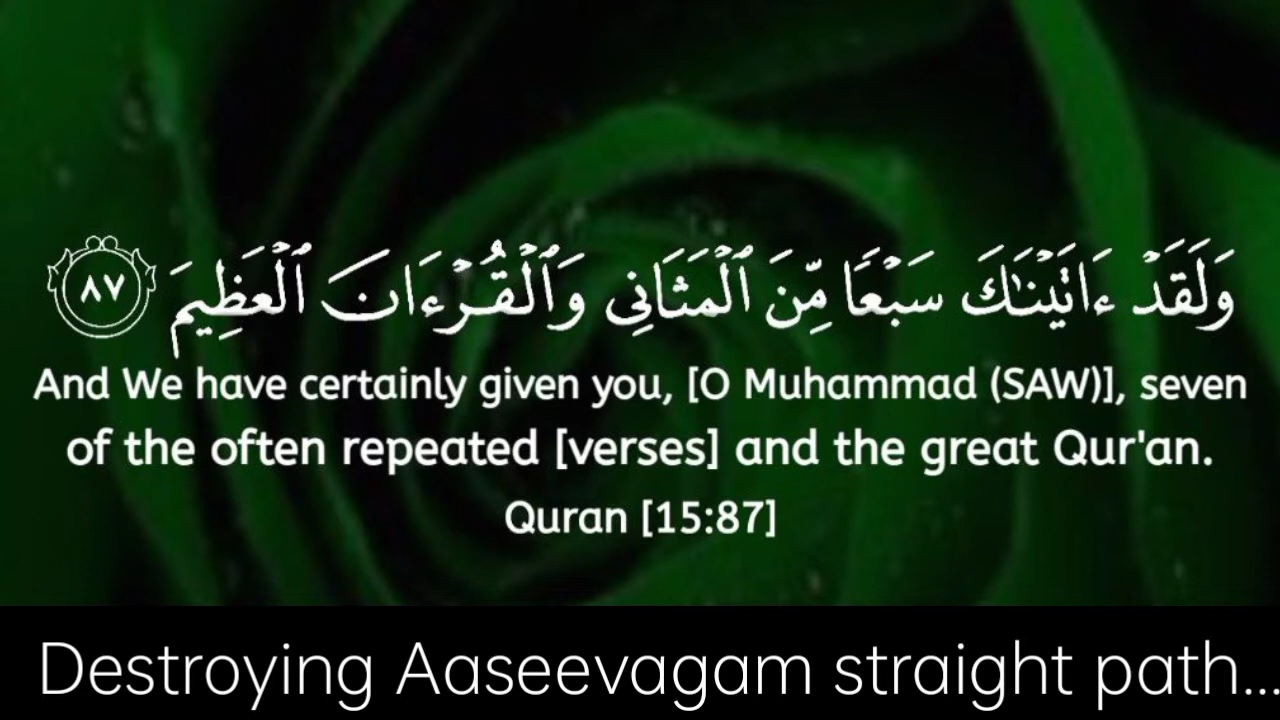 وَلَقَدْ ءَاتَيْنَٰكَ سَبْعًا مِّنَ ٱلْمَثَانِى وَٱلْقُرْءَانَ ٱلْعَظِيمَ ٨٧
And We have certainly given you, [O Muhammad (SAW)], seven
of the often repeated [verses] and the great Qur'an.
Quran [15:87]
Destroying Aaseevagam straight path...